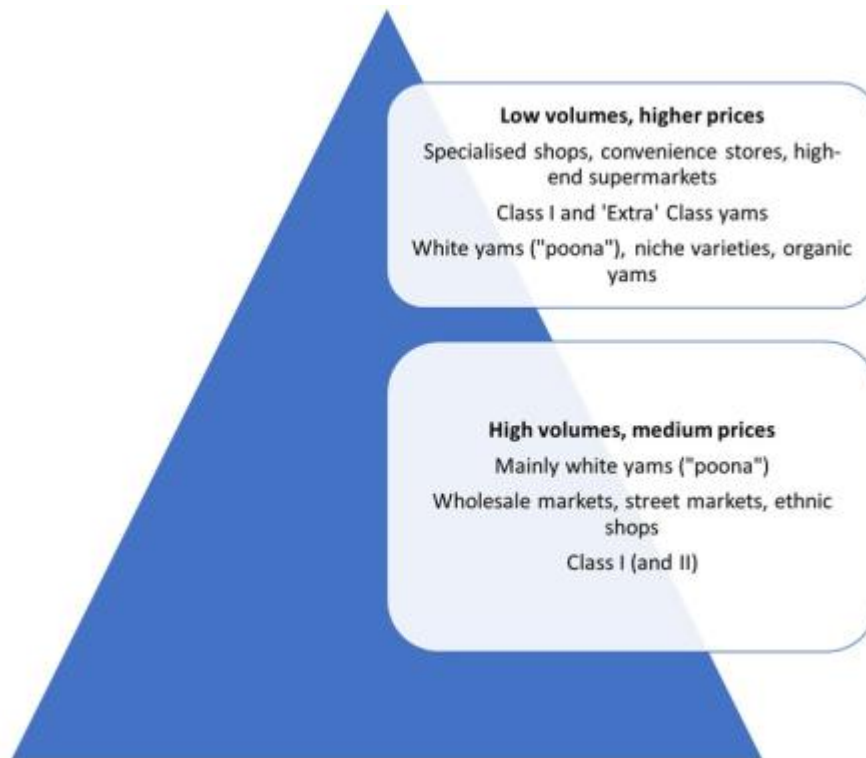 Low volumes, higher prices
Specialised shops, convenience stores, high-
end supermarkets
Class I and 'Extra' Class yams
White yams ("poona"), niche varieties, organic
yams
High volumes, medium prices
Mainly white yams ("poona")
Wholesale markets, street markets, ethnic
shops
Class I (and II)